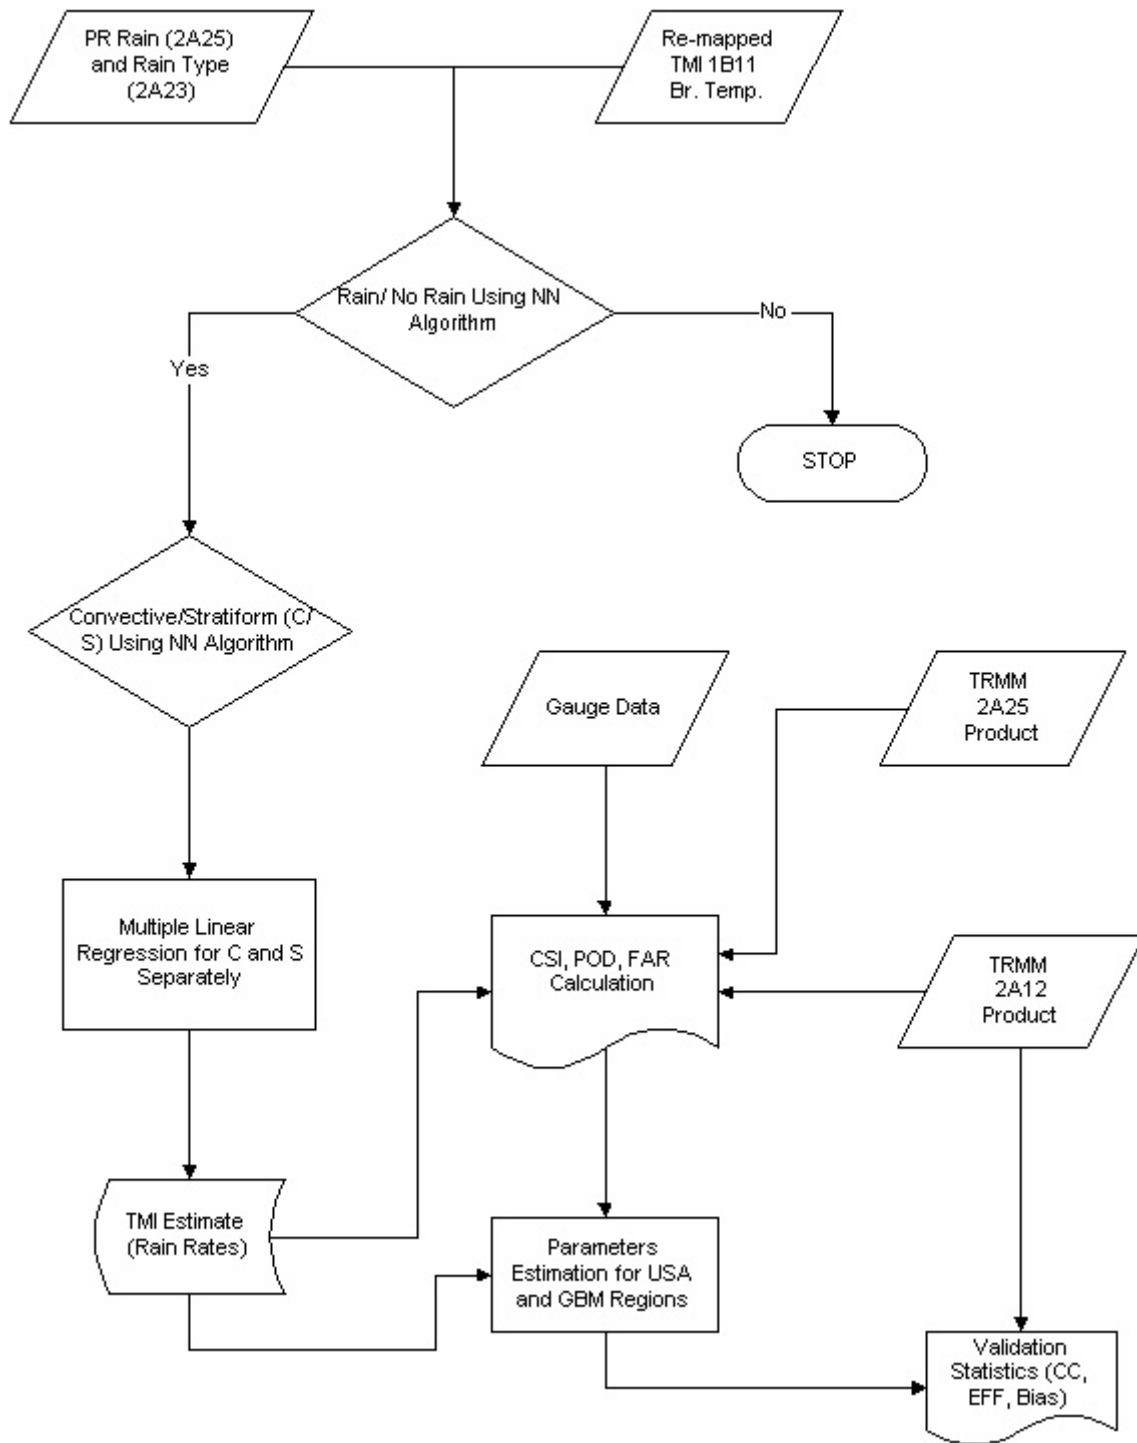 PR Rain (2A25)
and Rain Type
(2A23)
Re-mapped
TMI 1B11
Br. Temp.
Rain/ No Rain Using NN
Algorithm
No
Yes
STOP
Convective/Stratiform (C/
S) Using NN Algorithm
Gauge Data
TRMM
2A25
Product
Multiple Linear
Regression for C and S
Separately
CSI, POD, FAR
Calculation
TRMM
2A12
Product
TMI Estimate
(Rain Rates)
Parameters
Estimation for USA
and GBM Regions
Validation
Statistics (CC,
EFF, Bias)